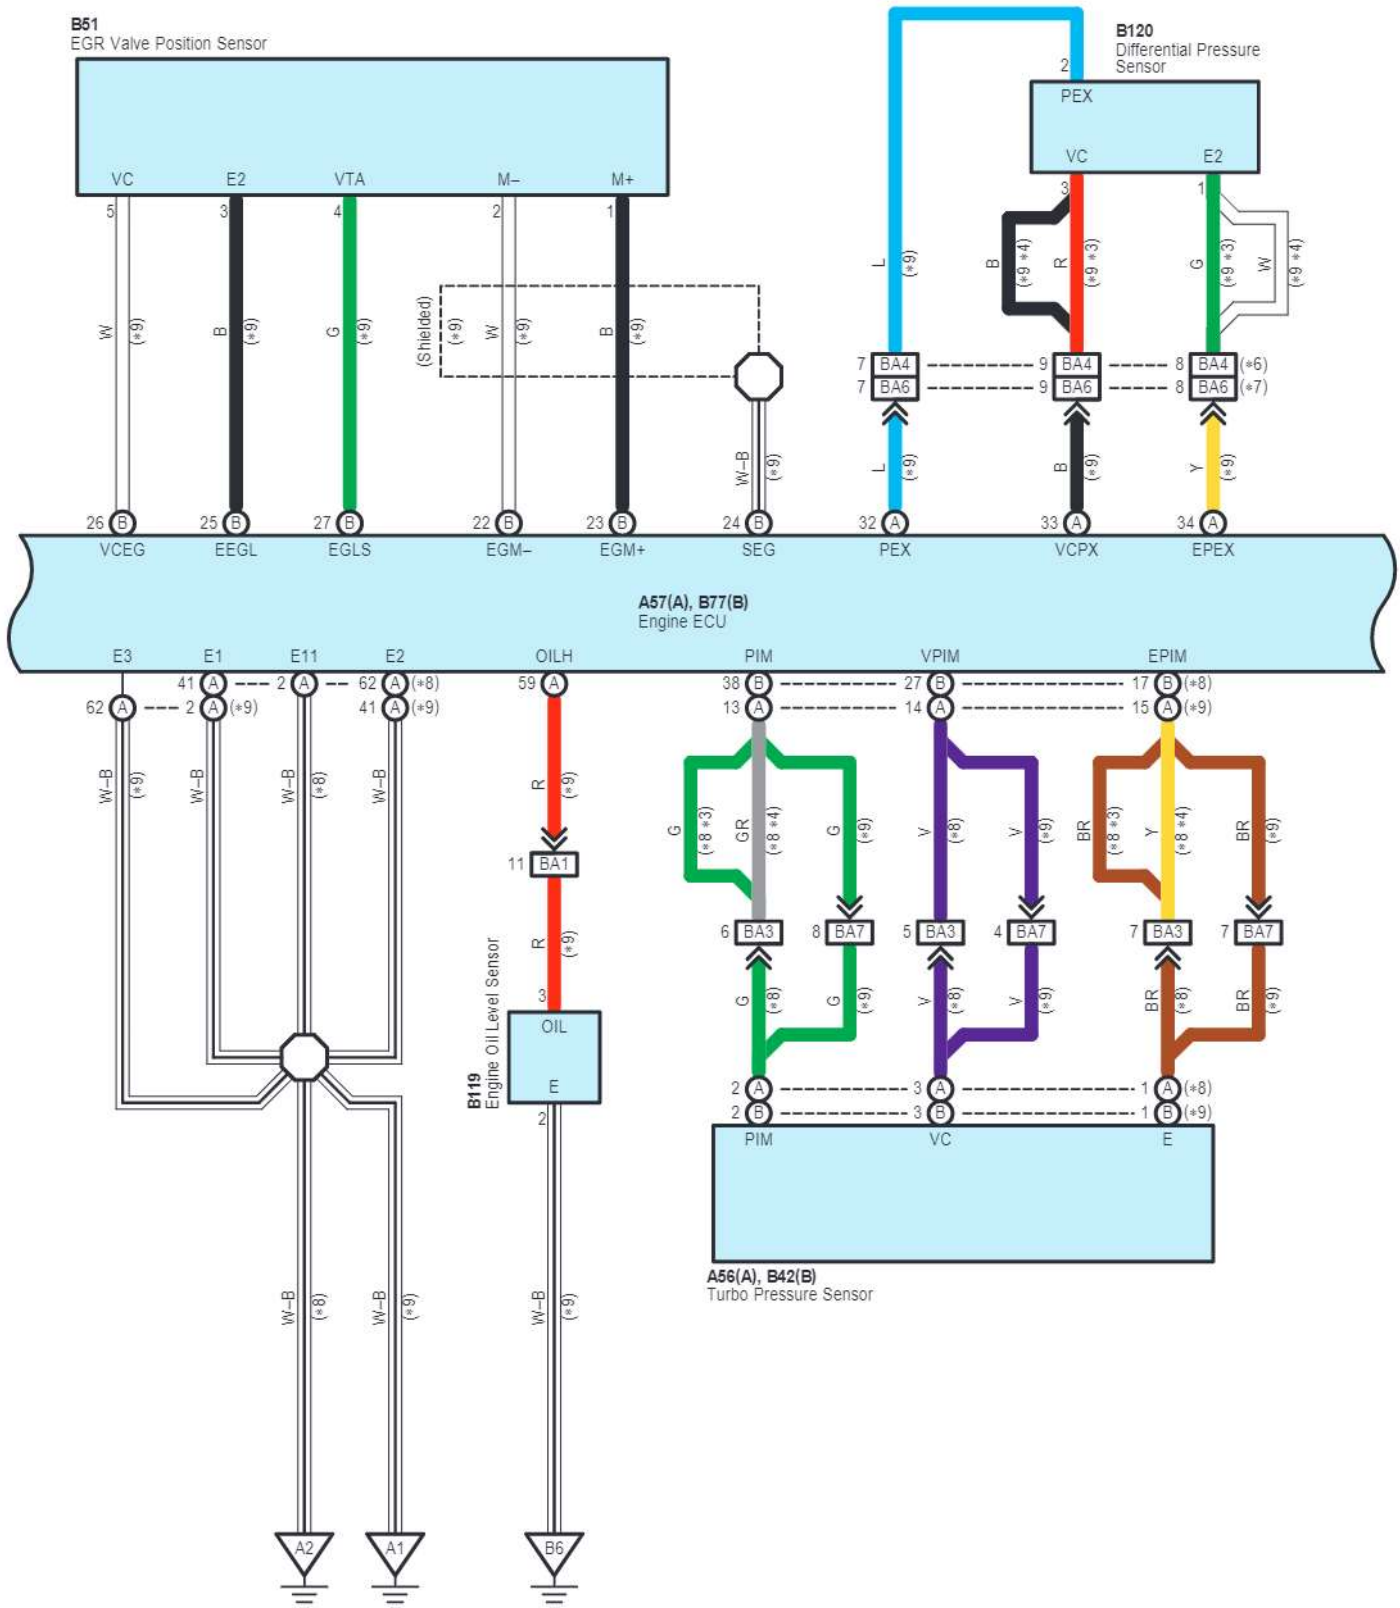 B51
EGR Valve Position Sensor
B120
Differential Pressure
Sensor
2
PEX
VC E2
3 1
VC E2 VTA M– M+
5 3 4 2 1
L (*9) B (*9 *4) R (*9 *3) G (*9 *3) W (*9 *4)
W (*9) B (*9) G (*9) (Shielded) (*9) W (*9) B (*9)
7 BA4 9 BA4 8 BA4 (*6)
7 BA6 9 BA6 8 BA6 (*7)
W–B (*9) L (*9) B (*9) Y (*9)
26 B 25 B 27 B 22 B 23 B 24 B 32 A 33 A 34 A
VCEG EEGL EGLS EGM– EGM+ SEG PEX VCPX EPEX
A57(A), B77(B)
Engine ECU
E3 E1 E11 E2 OILH PIM VPIM EPIM
41 A 2 A 62 A (*8) 59 A 38 B 27 B 17 B (*8)
62 A 2 A (*9) 41 A (*9) 13 A 14 A 15 A (*9)
W–B (*9) W–B W–B (*8) W–B R (*9)
G (*8 *3) GR (*8 *4) G (*9) V (*8) V (*9) BR (*8 *3) Y (*8 *4) BR (*9)
11 BA1
6 BA3 8 BA7 5 BA3 4 BA7 7 BA3 7 BA7
R (*9)
G (*8) G (*9) V (*8) V (*9) BR (*8) BR (*9)
3
OIL
E
2
B119
Engine Oil Level Sensor
2 A 3 A 1 A (*8)
2 B 3 B 1 B (*9)
PIM VC E
A56(A), B42(B)
Turbo Pressure Sensor
W–B (*8) W–B (*9) W–B (*9)
A2 A1 B6